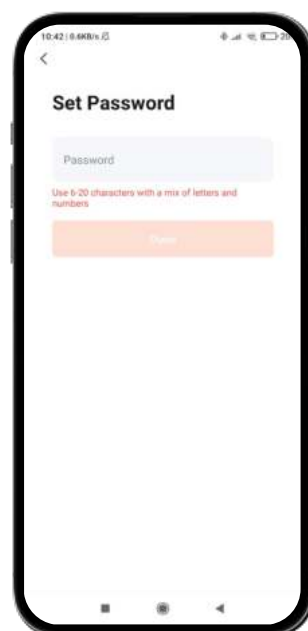 10:42 | 0.6KB/s
Set Password
Password
Use 6-20 characters with a mix of letters and
numbers
Done